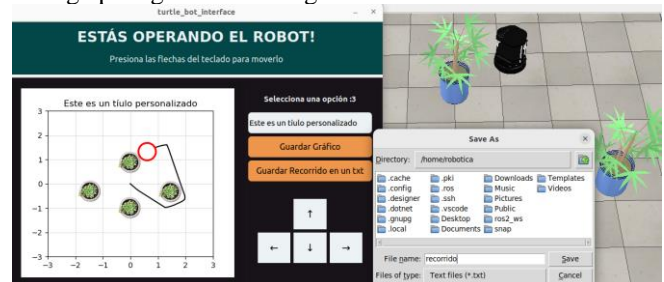 turtle_bot_interface
ESTÁS OPERANDO EL ROBOT!
Presiona las flechas del teclado para moverlo
Este es un tíulo personalizado
3
2
1
0
−1
−2
−3
−3 −2 −1 0 1 2 3
Selecciona una opción :3
Este es un tíulo personalizado
Guardar Gráfico
Guardar Recorrido en un txt
↑
← ↓ →
Save As
Directory: /home/robotica
.cache .pki Downloads Templates
.config .ros Music Videos
.designer .ssh Pictures
.dotnet .vscode Public
.gnupg Desktop ros2_ws
.local Documents snap
File name: recorrido Save
Files of type: Text files (*.txt) Cancel